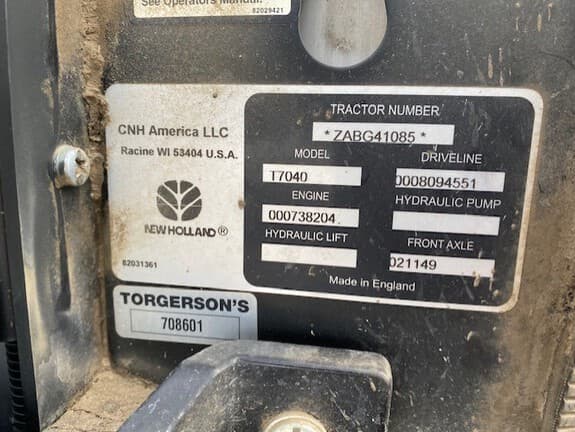 See Operators Manual.
82029421
CNH America LLC
Racine WI 53404 U.S.A.
NEW HOLLAND®
82031361
TRACTOR NUMBER
*ZABG41085*
MODEL
T7040
ENGINE
000738204
HYDRAULIC LIFT
DRIVELINE
0008094551
HYDRAULIC PUMP
FRONT AXLE
021149
Made in England
TORGERSON'S
708601